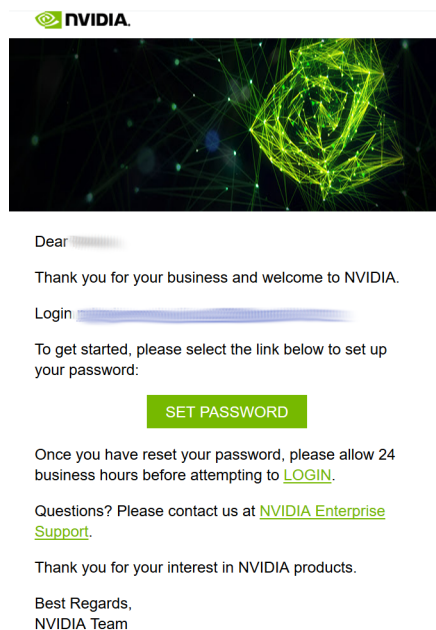 NVIDIA.
Dear
Thank you for your business and welcome to NVIDIA.
Login
To get started, please select the link below to set up
your password:
SET PASSWORD
Once you have reset your password, please allow 24
business hours before attempting to LOGIN.
Questions? Please contact us at NVIDIA Enterprise
Support.
Thank you for your interest in NVIDIA products.
Best Regards,
NVIDIA Team